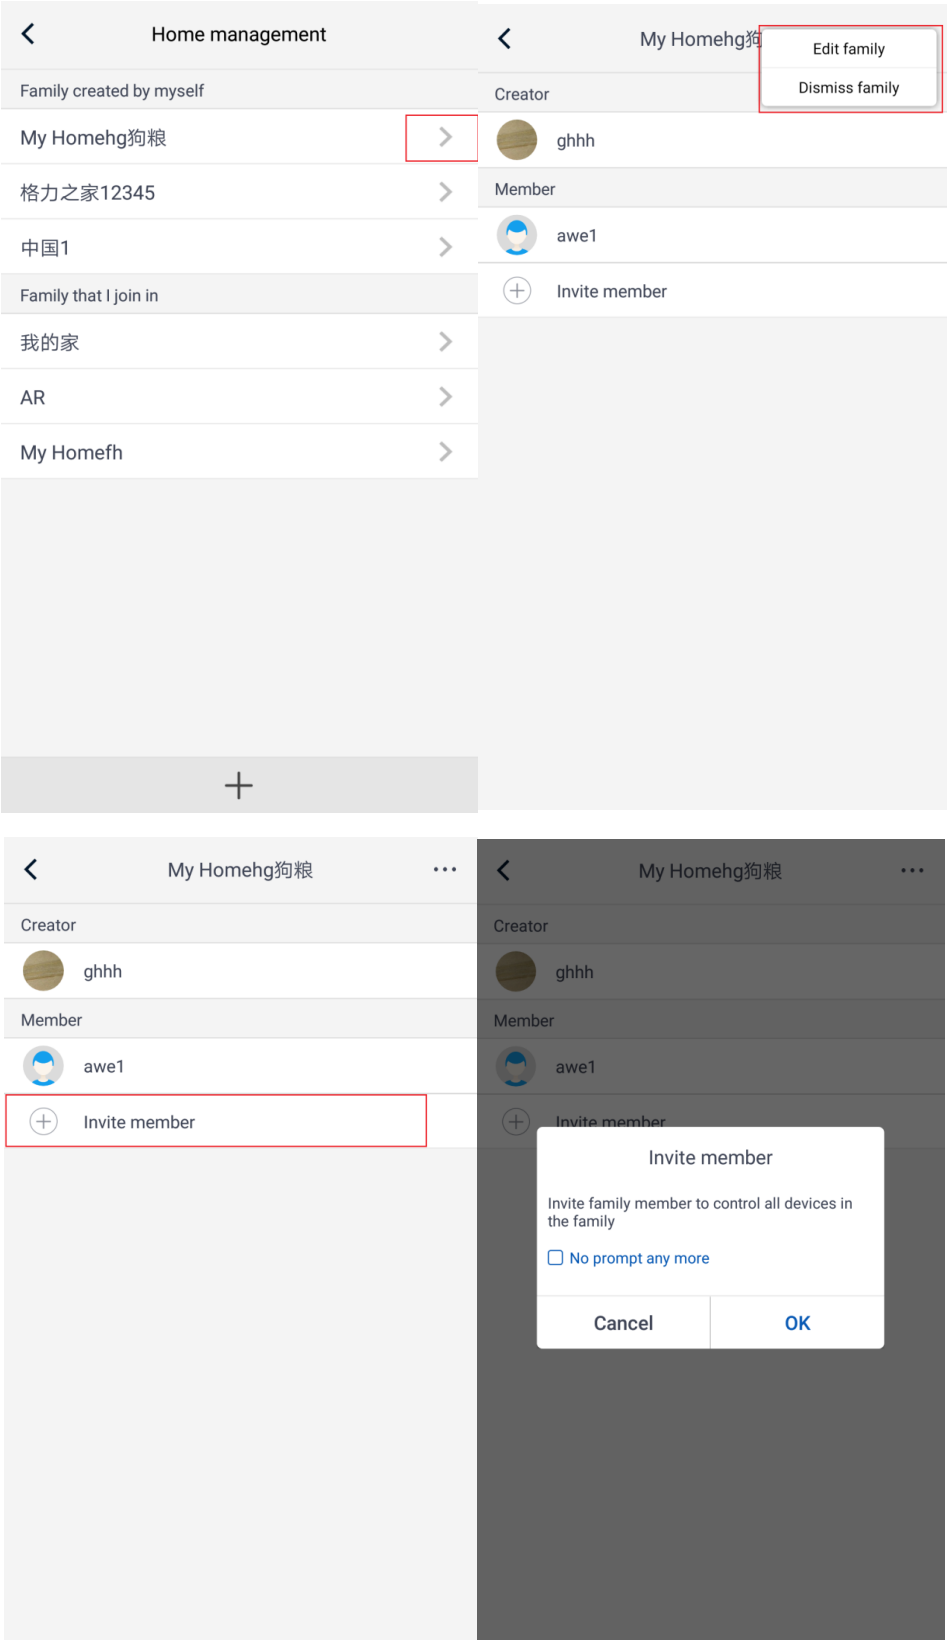 Home management
Family created by myself
My Homehg狗粮
格力之家12345
中国1
Family that I join in
我的家
AR
My Homefh
My Homehg狗
Edit family
Dismiss family
Creator
ghhh
Member
awe1
Invite member
My Homehg狗粮
Creator
ghhh
Member
awe1
Invite member
My Homehg狗粮
Creator
ghhh
Member
awe1
Invite member
Invite member
Invite family member to control all devices in
the family
No prompt any more
Cancel
OK